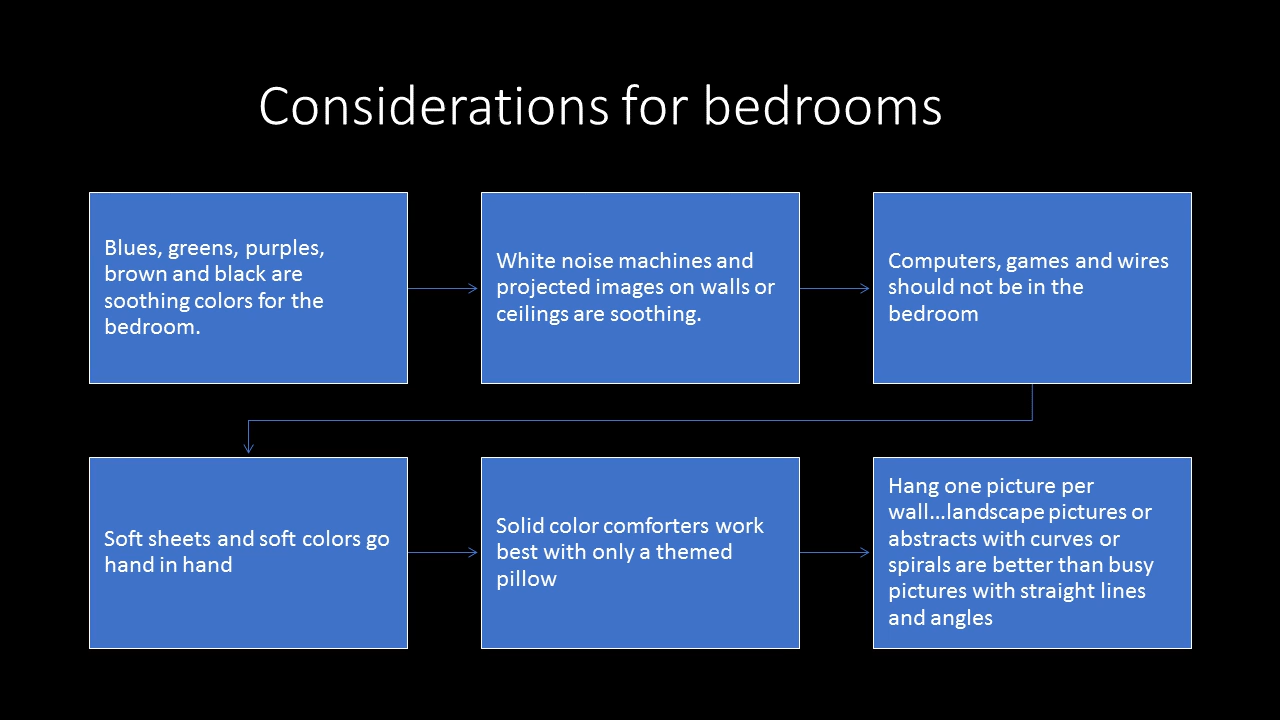 Considerations for bedrooms
Blues, greens, purples,
brown and black are
soothing colors for the
bedroom.
White noise machines and
projected images on walls or
ceilings are soothing.
Computers, games and wires
should not be in the
bedroom
Soft sheets and soft colors go
hand in hand
Solid color comforters work
best with only a themed
pillow
Hang one picture per
wall…landscape pictures or
abstracts with curves or
spirals are better than busy
pictures with straight lines
and angles